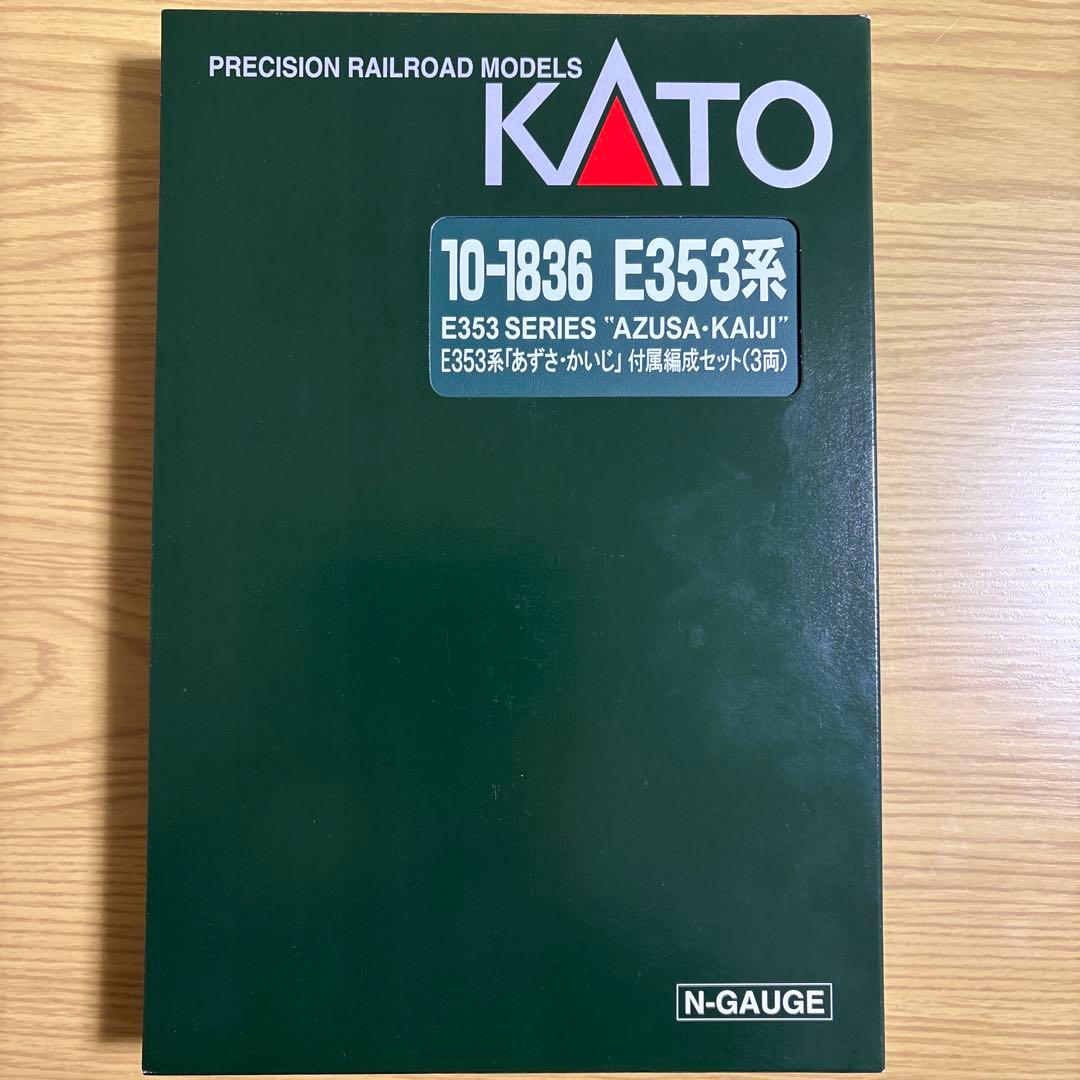 PRECISION RAILROAD MODELS
KATO
10-1836 E353系
E353 SERIES “AZUSA・KAIJI”
E353系「あずさ・かいじ」付属編成セット(3両)
N-GAUGE